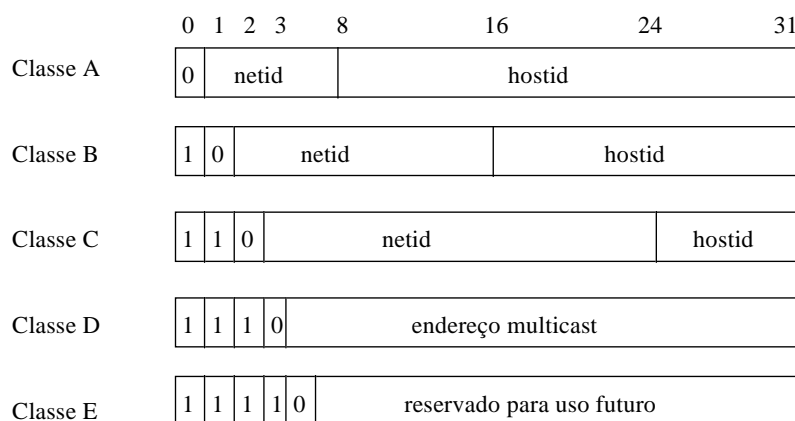 0 1 2 3 8 16 24 31
Classe A 0 netid hostid
Classe B 1 0 netid hostid
Classe C 1 1 0 netid hostid
Classe D 1 1 1 0 endereço multicast
Classe E 1 1 1 1 0 reservado para uso futuro